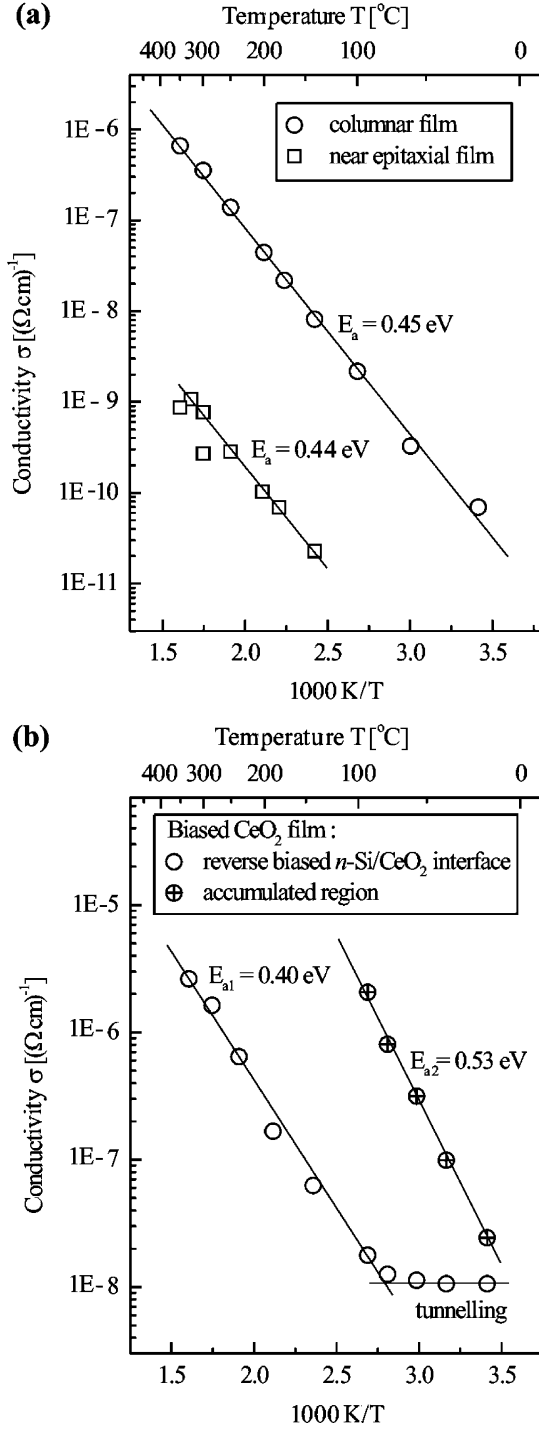 (a)
Temperature T [°C]
400 300 200 100 0
1E-6
1E-7
1E-8
1E-9
1E-10
1E-11
Conductivity σ [(Ωcm)⁻¹]
columnar film
near epitaxial film
Eₐ = 0.45 eV
Eₐ = 0.44 eV
1.5 2.0 2.5 3.0 3.5
1000 K/T
(b)
Temperature T [°C]
400 300 200 100 0
Biased CeO₂ film :
reverse biased n-Si/CeO₂ interface
accumulated region
1E-5
1E-6
1E-7
1E-8
Conductivity σ [(Ωcm)⁻¹]
Eₐ₁ = 0.40 eV
Eₐ₂ = 0.53 eV
tunnelling
1.5 2.0 2.5 3.0 3.5
1000 K/T